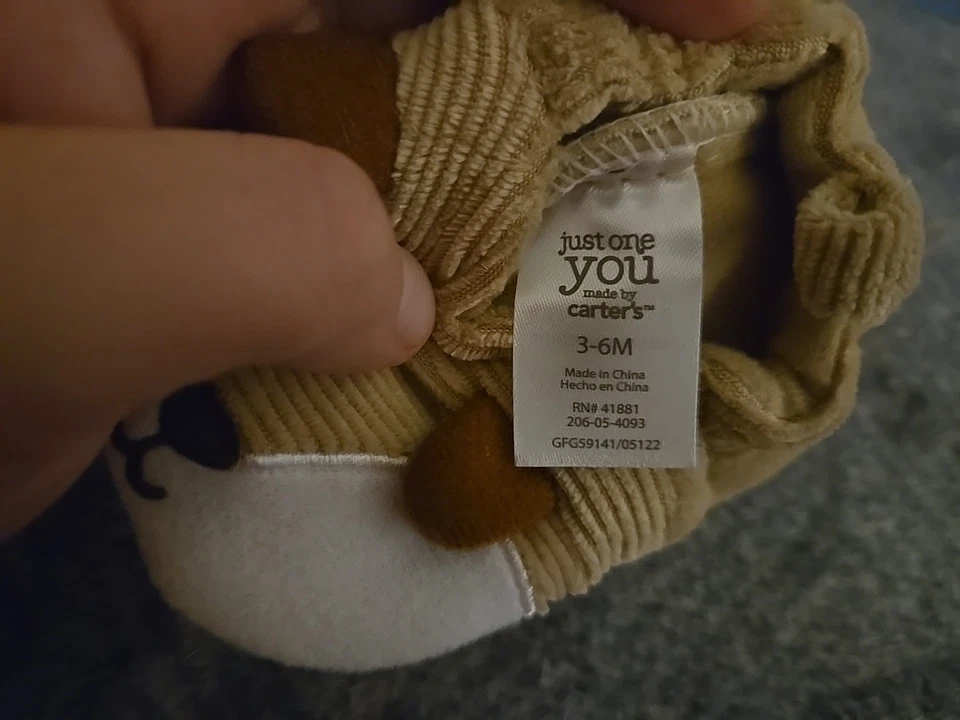 just one
you
made by
carter's™
3-6M
Made in China
Hecho en China
RN# 41881
206-05-4093
GFG59141/05122